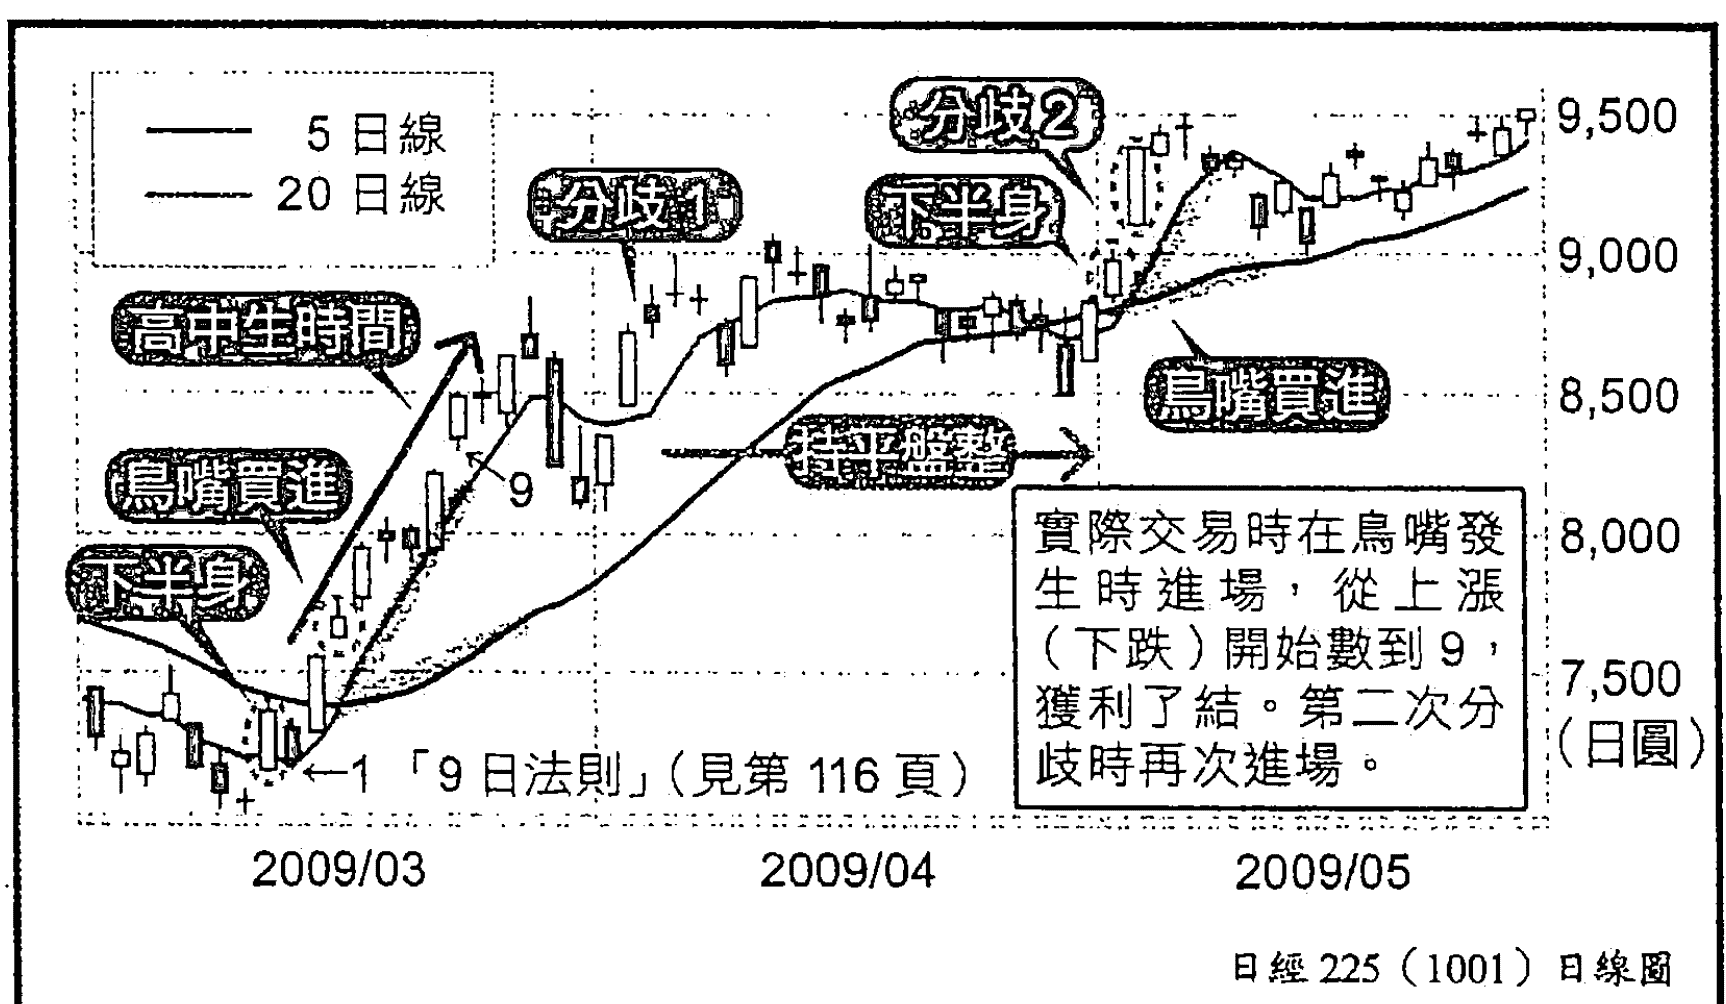 5 日線
20 日線
分歧 2
下半身
分歧 1
高申生時間
鳥嘴買進
下半身
9
持平盤整
鳥嘴買進
9,500
9,000
8,500
8,000
7,500
(日圓)
實際交易時在鳥嘴發
生時進場，從上漲
（下跌）開始數到 9，
獲利了結。第二次分
歧時再次進場。
←1 「9 日法則」（見第 116 頁）
2009/03
2009/04
2009/05
日經 225（1001）日線圖